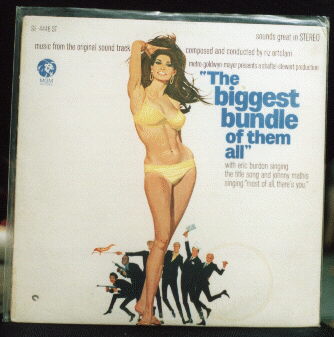 SE-4446 ST
sounds great in STEREO
music from the original sound track
composed and conducted by riz ortolani
metro-goldwyn-mayer presents a shaftel-stewart production
MGM
"The
biggest
bundle
of them
all"
with eric burdon singing
the title song and johnny mathis
singing "most of all, there's you."